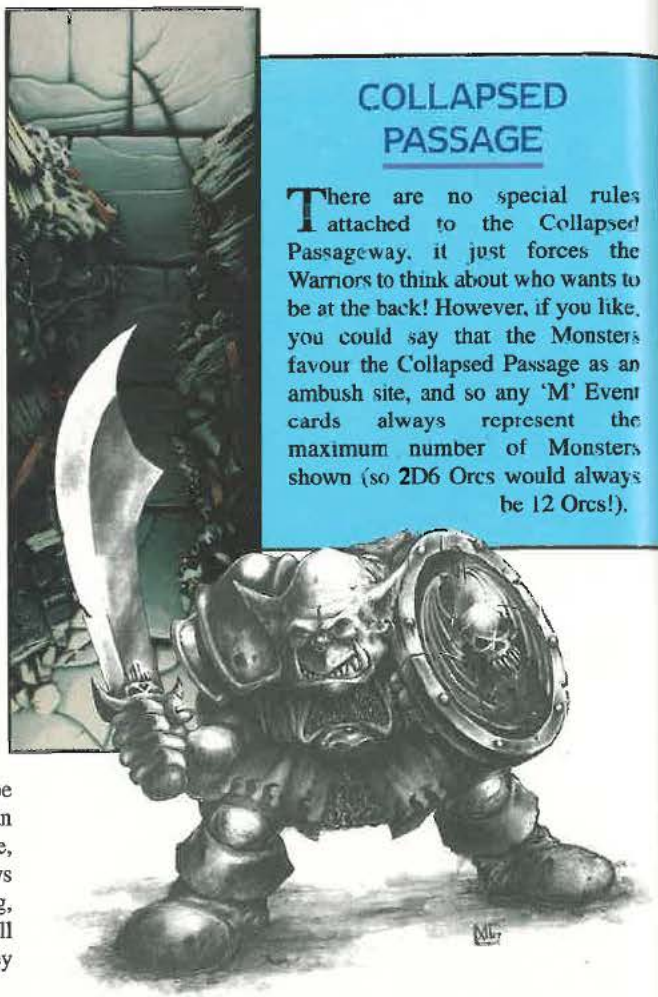 COLLAPSED
PASSAGE
There are no special rules
attached to the Collapsed
Passageway, it just forces the
Warriors to think about who wants to
be at the back! However, if you like,
you could say that the Monsters
favour the Collapsed Passage as an
ambush site, and so any ‘M’ Event
cards always represent the
maximum number of Monsters
shown (so 2D6 Orcs would always
be 12 Orcs!).